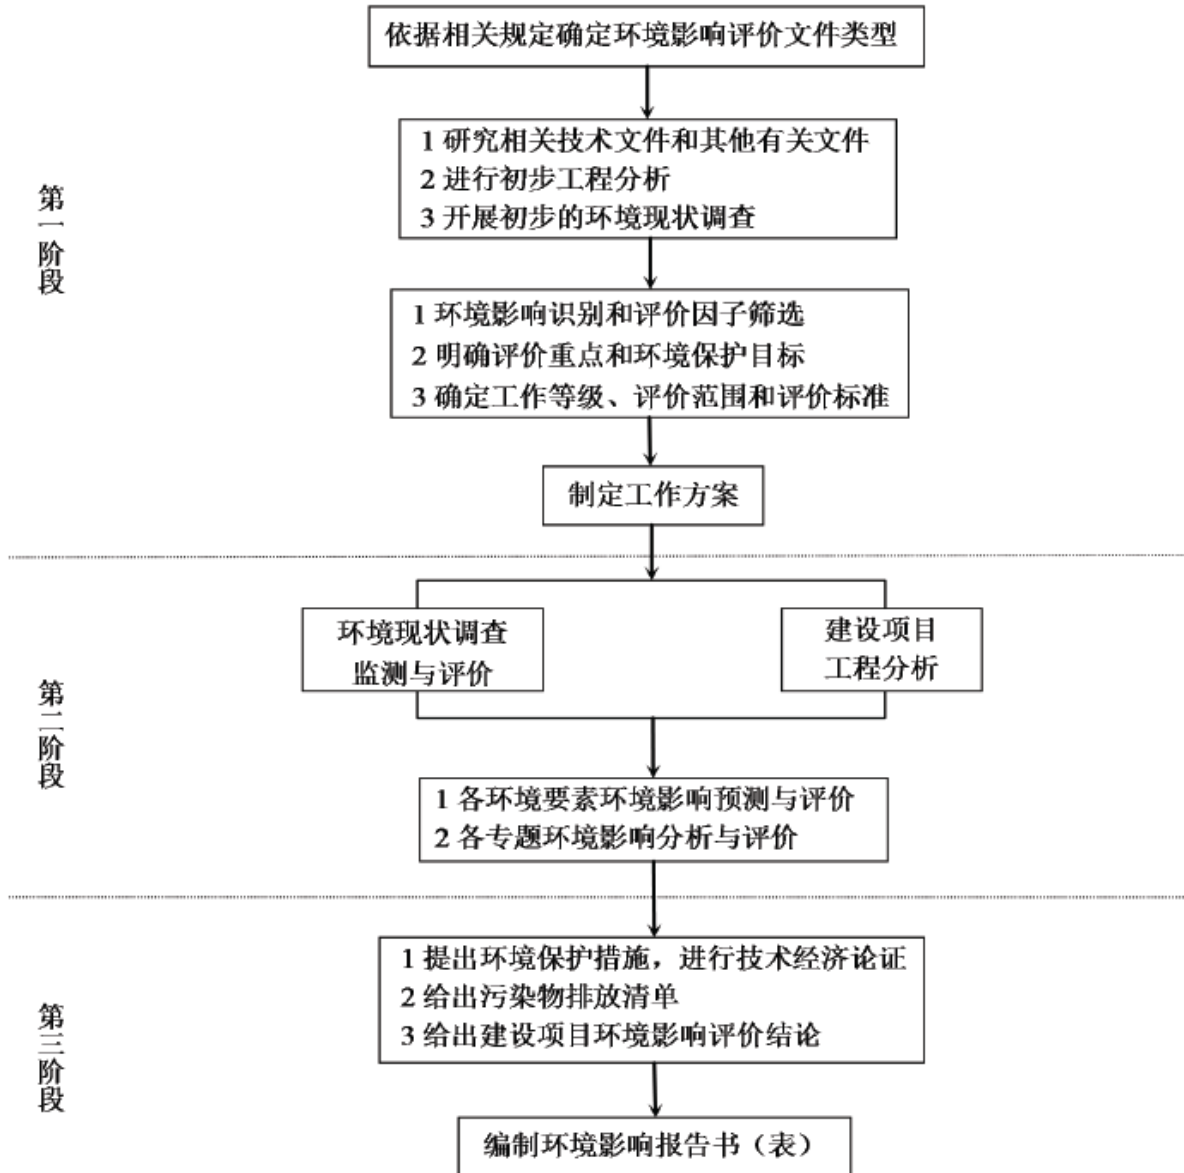 依据相关规定确定环境影响评价文件类型
第一阶段
1 研究相关技术文件和其他有关文件
2 进行初步工程分析
3 开展初步的环境现状调查
1 环境影响识别和评价因子筛选
2 明确评价重点和环境保护目标
3 确定工作等级、评价范围和评价标准
制定工作方案
第二阶段
环境现状调查
监测与评价
建设项目
工程分析
1 各环境要素环境影响预测与评价
2 各专题环境影响分析与评价
第三阶段
1 提出环境保护措施，进行技术经济论证
2 给出污染物排放清单
3 给出建设项目环境影响评价结论
编制环境影响报告书（表）